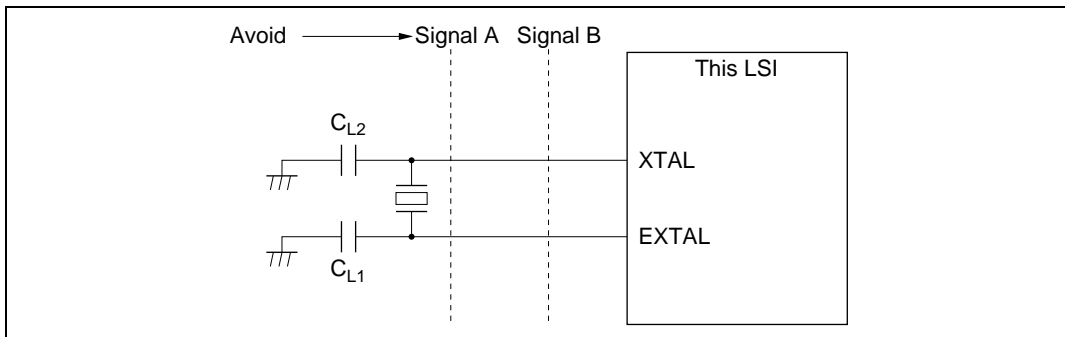 Avoid Signal A Signal B
This LSI
CL2
XTAL
EXTAL
CL1